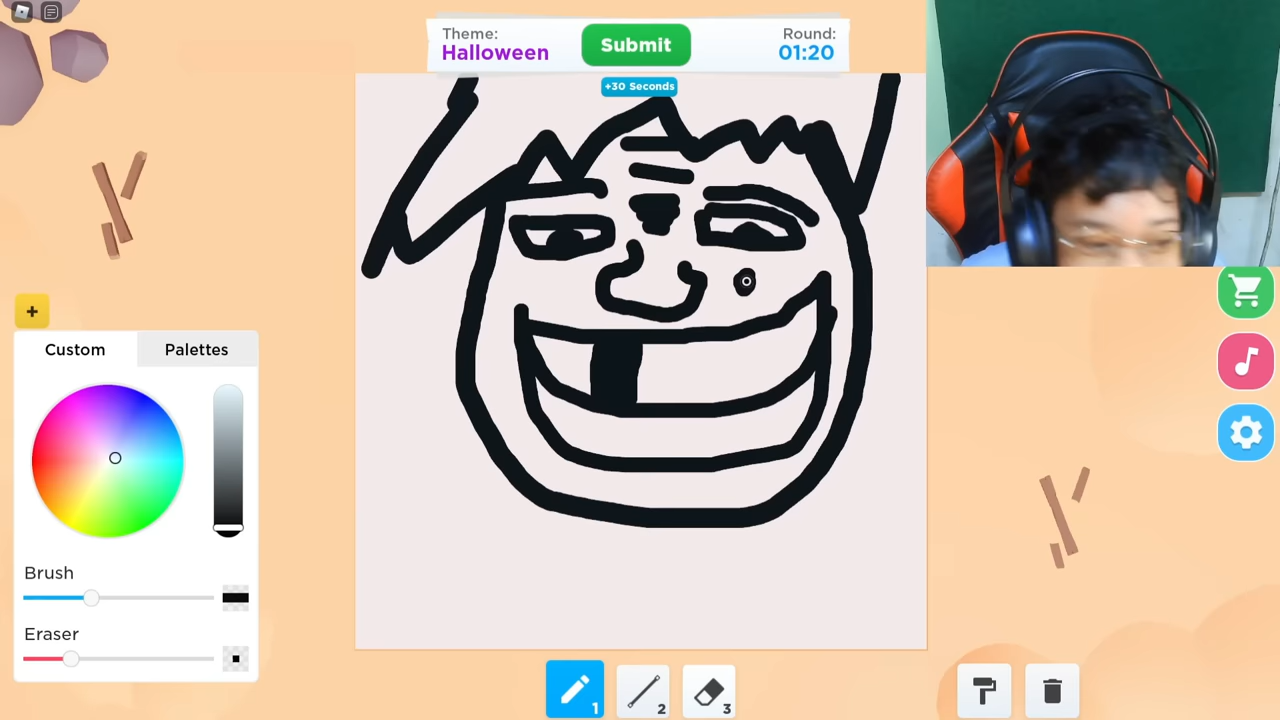 Theme:
Halloween
Submit
Round:
01:20
+30 Seconds
+
Custom
Palettes
Brush
Eraser
1
2
3